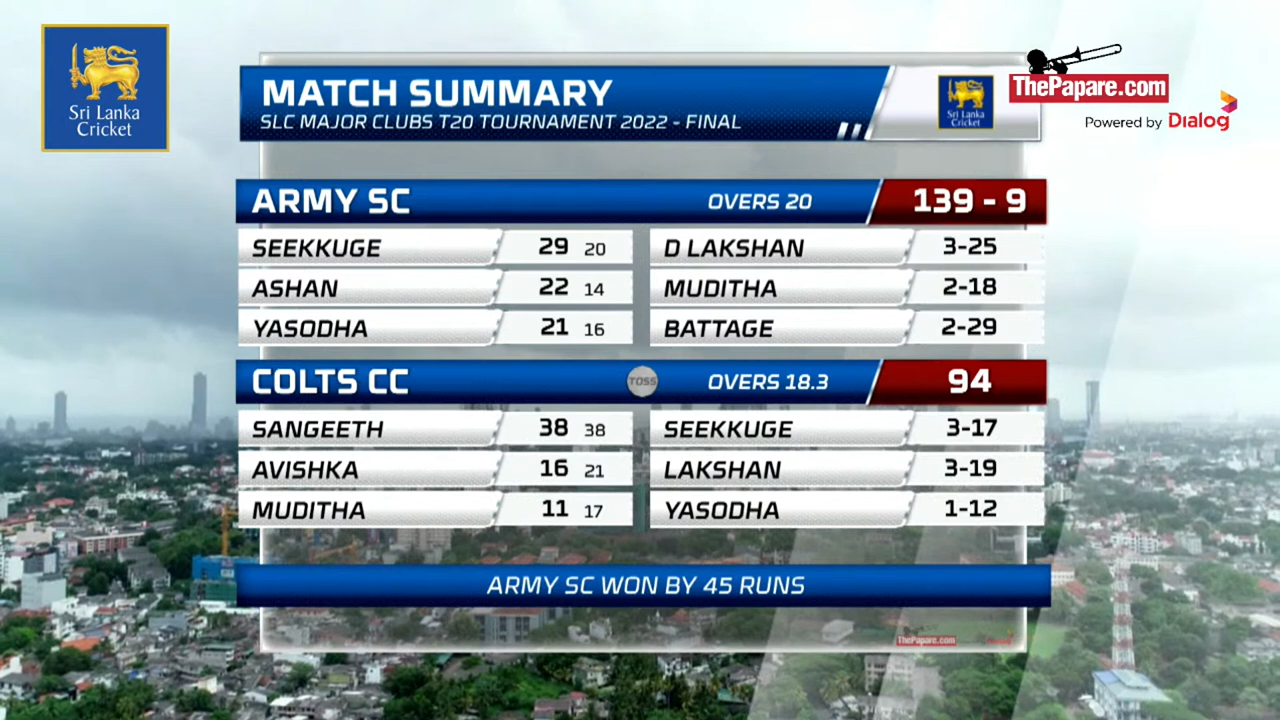 Sri Lanka
Cricket
MATCH SUMMARY
SLC MAJOR CLUBS T20 TOURNAMENT 2022 - FINAL
Sri Lanka
Cricket
ThePapare.com
Powered by Dialog
ARMY SC OVERS 20 139 - 9
SEEKKUGE 29 20 D LAKSHAN 3-25
ASHAN 22 14 MUDITHA 2-18
YASODHA 21 16 BATTAGE 2-29
COLTS CC TOSS OVERS 18.3 94
SANGEETH 38 38 SEEKKUGE 3-17
AVISHKA 16 21 LAKSHAN 3-19
MUDITHA 11 17 YASODHA 1-12
ARMY SC WON BY 45 RUNS
ThePapare.com